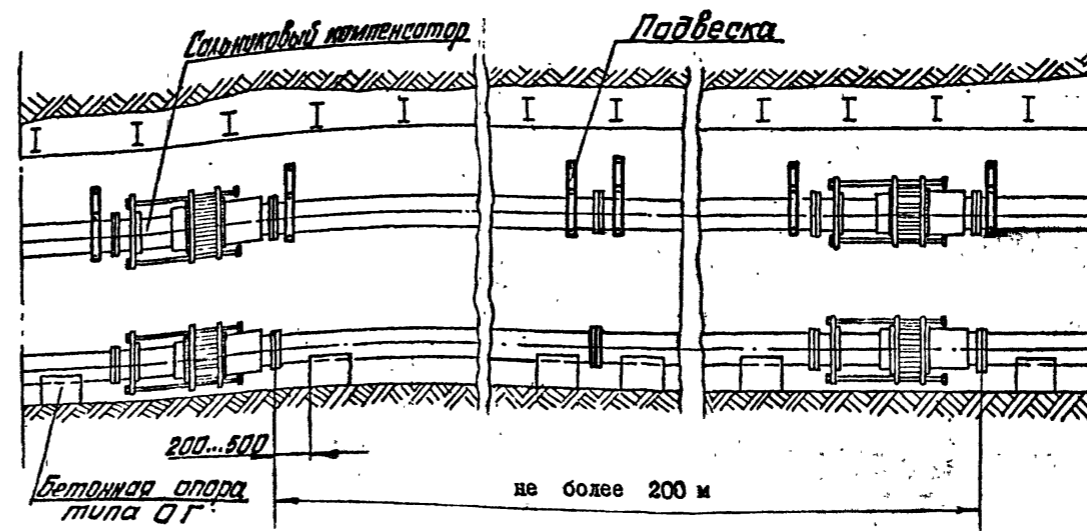 Сальниковый компенсатор
Подвеска
200...500
Бетонная опора
типа ОГ
не более 200 м